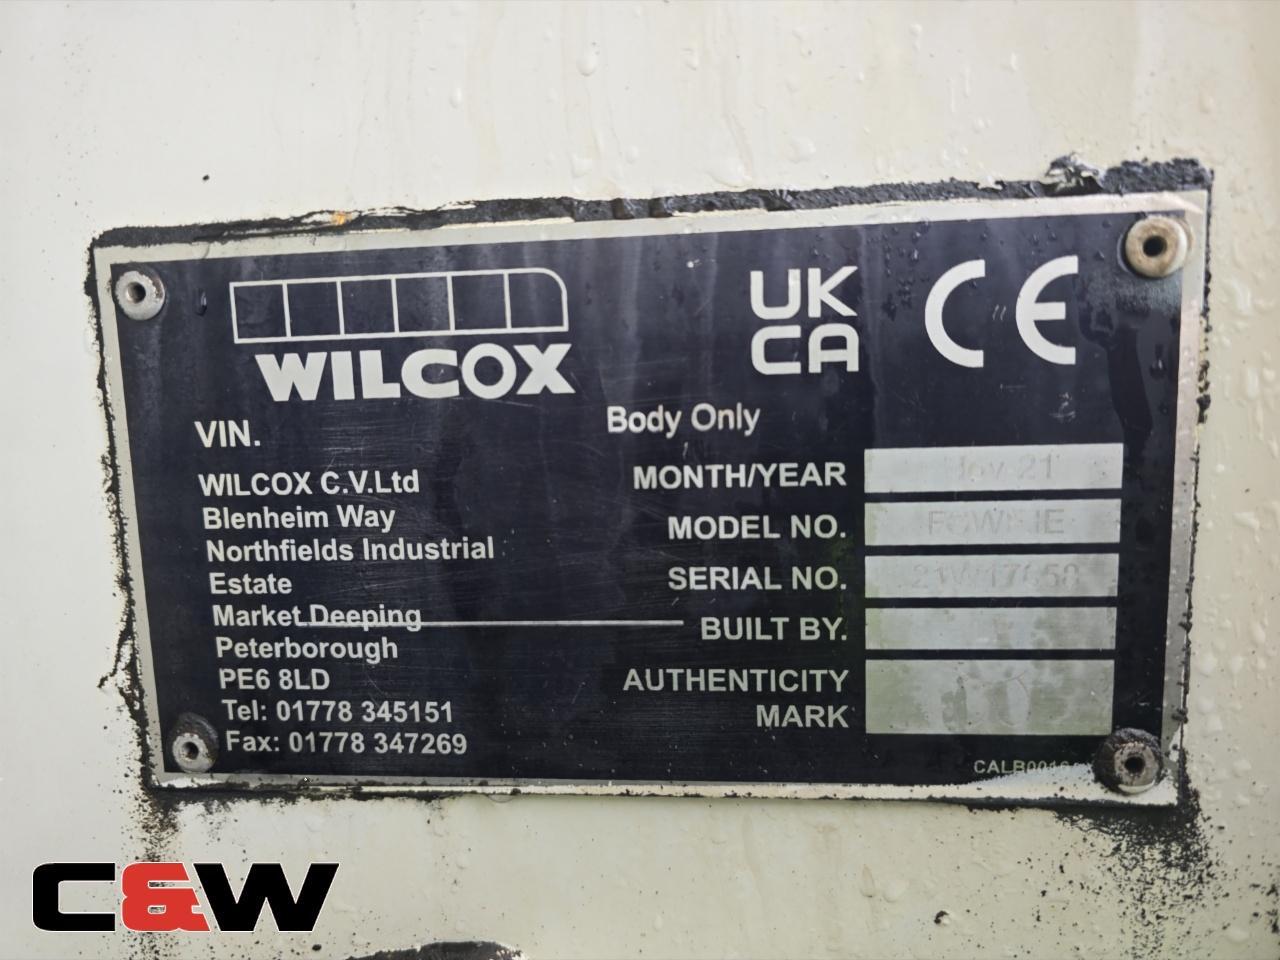 WILCOX
UK
CA
CE
VIN.
Body Only
WILCOX C.V.Ltd
Blenheim Way
Northfields Industrial
Estate
Market Deeping
Peterborough
PE6 8LD
Tel: 01778 345151
Fax: 01778 347269
MONTH/YEAR
21
MODEL NO.
SERIAL NO.
BUILT BY.
AUTHENTICITY
MARK
C&W